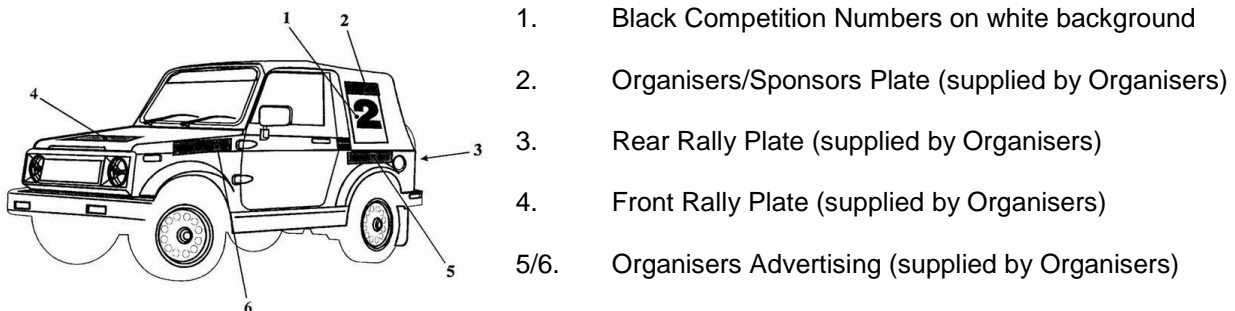 1
2
2
4
3
5
6
1. Black Competition Numbers on white background
2. Organisers/Sponsors Plate (supplied by Organisers)
3. Rear Rally Plate (supplied by Organisers)
4. Front Rally Plate (supplied by Organisers)
5/6. Organisers Advertising (supplied by Organisers)